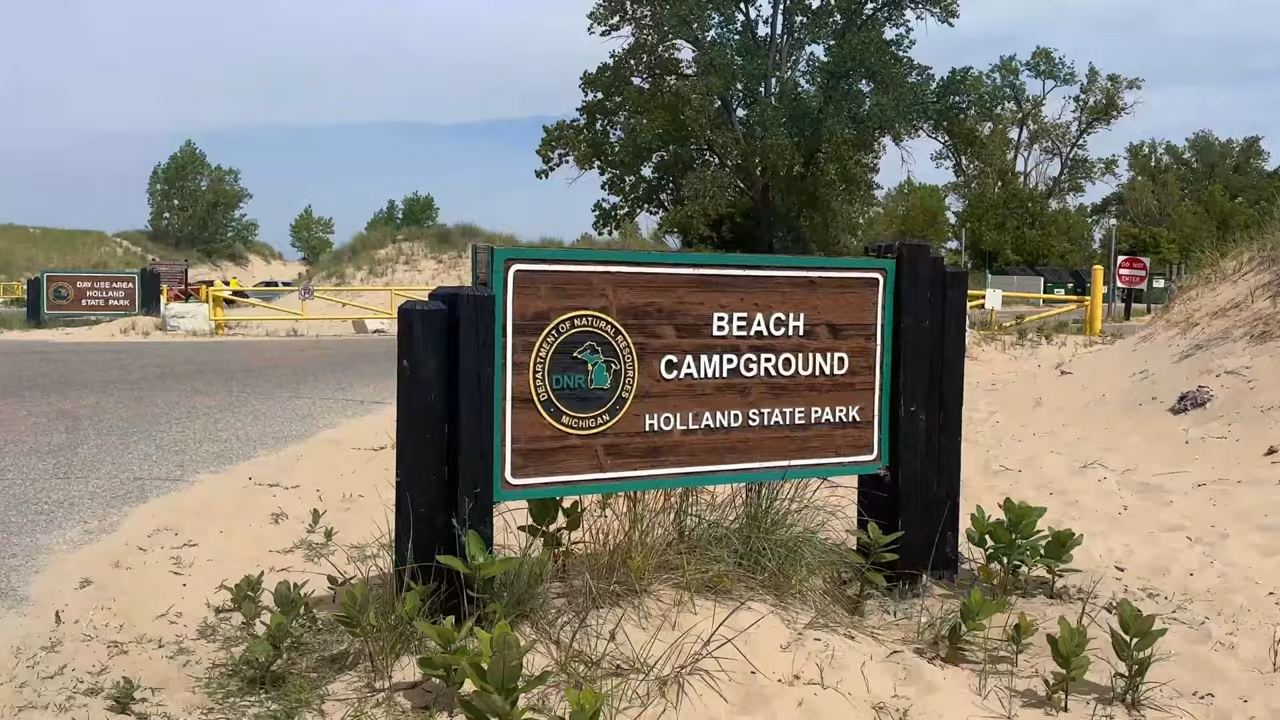 BEACH
CAMPGROUND
HOLLAND STATE PARK
DEPARTMENT OF NATURAL RESOURCES
DNR
MICHIGAN
DAY USE AREA
HOLLAND
STATE PARK
DO NOT
ENTER